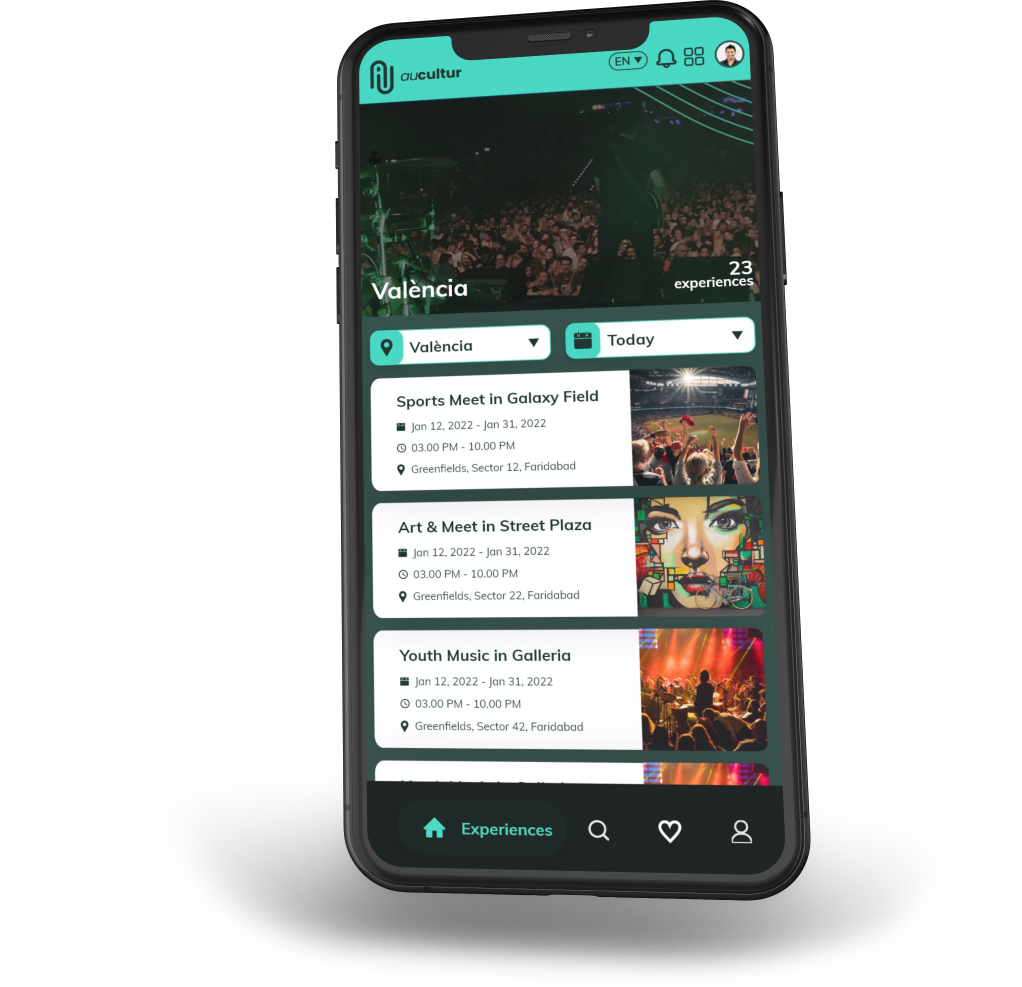 aucultur
EN
València
23
experiences
València
Today
Sports Meet in Galaxy Field
Jan 12, 2022 - Jan 31, 2022
03.00 PM - 10.00 PM
Greenfields, Sector 12, Faridabad
Art & Meet in Street Plaza
Jan 12, 2022 - Jan 31, 2022
03.00 PM - 10.00 PM
Greenfields, Sector 22, Faridabad
Youth Music in Galleria
Jan 12, 2022 - Jan 31, 2022
03.00 PM - 10.00 PM
Greenfields, Sector 42, Faridabad
Experiences